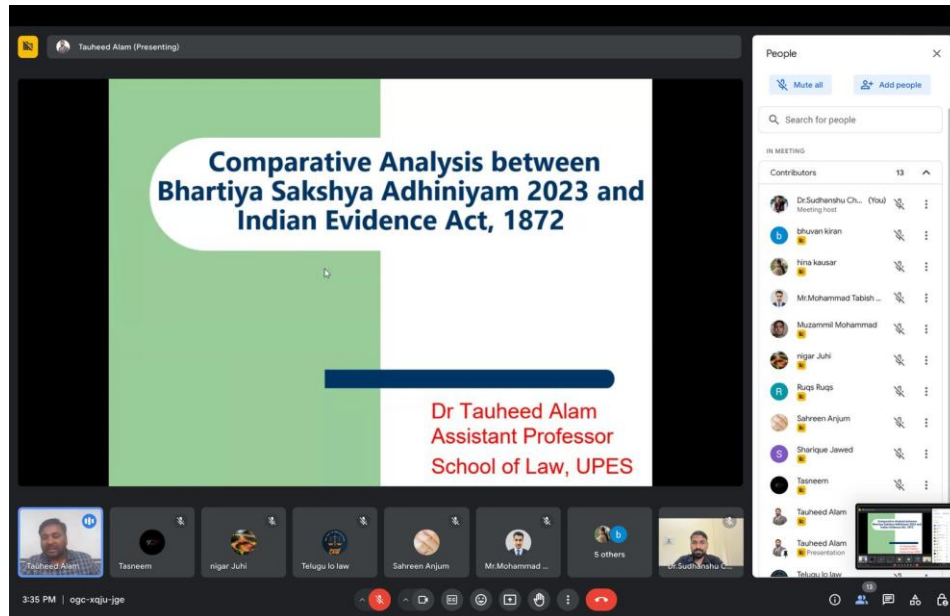 Tauheed Alam (Presenting)
Comparative Analysis between
Bhartiya Sakshya Adhiniyam 2023 and
Indian Evidence Act, 1872
Dr Tauheed Alam
Assistant Professor
School of Law, UPES
People
Mute all
Add people
Search for people
IN MEETING
Contributors 13
Dr.Sudhanshu Ch... (You)
Meeting host
bhuvan kiran
hina kausar
Mr.Mohammad Tabish ...
Muzammil Mohammad
nigar Juhi
R
Ruqs Ruqs
Sahreen Anjum
S
Sharique Jawed
Tasneem
Tauheed Alam
Tauheed Alam
Presentation
Telugu lo law
Tauheed Alam
Tasneem
nigar Juhi
Telugu lo law
Sahreen Anjum
Mr.Mohammad ...
b
5 others
Dr.Sudhanshu C...
3:35 PM | ogc-xqju-jge
13